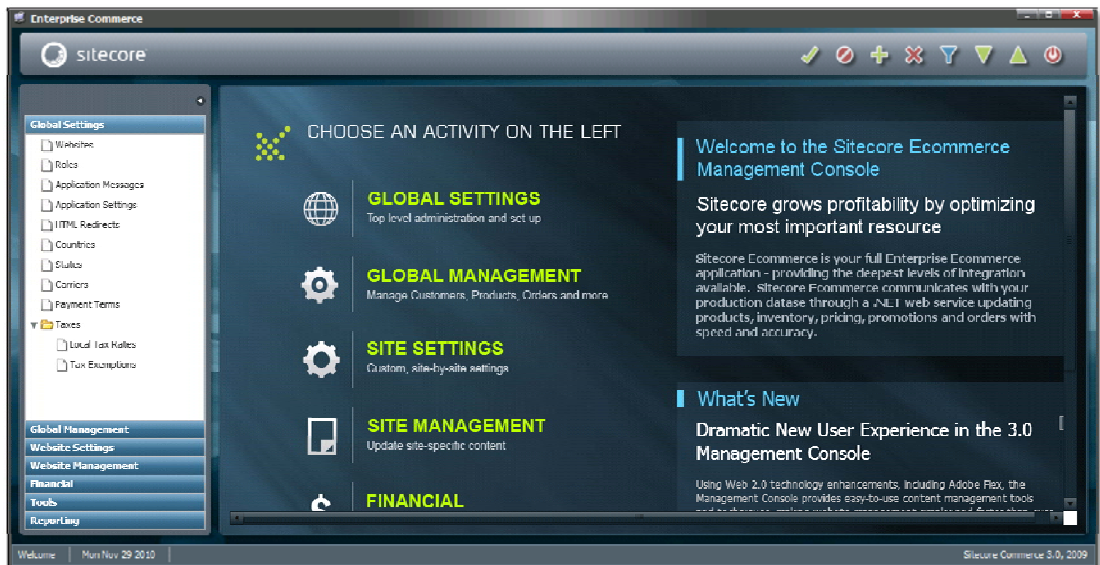 Enterprise Commerce
sitecore
Global Settings
Websites
Roles
Application Messages
Application Settings
HTML Redirects
Countries
States
Carriers
Payment Terms
Taxes
Local Tax Rates
Tax Exemptions
Global Management
Website Settings
Website Management
Financial
Tools
Reporting
CHOOSE AN ACTIVITY ON THE LEFT
GLOBAL SETTINGS
Top level administration and set up
GLOBAL MANAGEMENT
Manage Customers, Products, Orders and more
SITE SETTINGS
Custom, site-by-site settings
SITE MANAGEMENT
Update site-specific content
FINANCIAL
Welcome to the Sitecore Ecommerce
Management Console
Sitecore grows profitability by optimizing
your most important resource
Sitecore Ecommerce is your full Enterprise Ecommerce
application - providing the deepest levels of integration
available. Sitecore Ecommerce communicates with your
production datase through a .NET web service updating
products, inventory, pricing, promotions and orders with
speed and accuracy.
What's New
Dramatic New User Experience in the 3.0
Management Console
Using Web 2.0 technology enhancements, including Adobe Flex, the
Management Console provides easy-to-use content management tools
Welcome
Mon Nov 29 2010
Sitecore Commerce 3.0, 2009